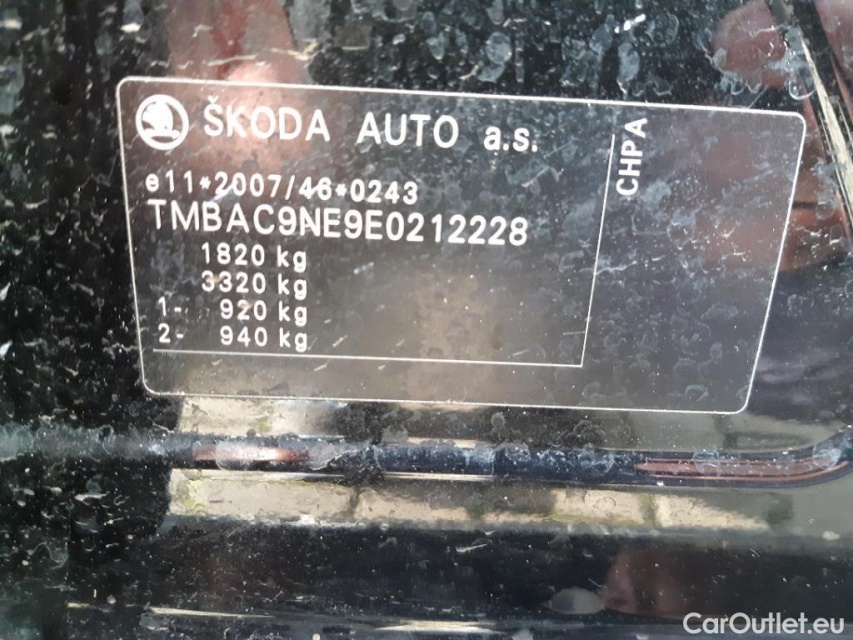 ŠKODA AUTO a.s.
CHPA
e11*2007/46*0243
TMBAC9NE9E0212228
1820 kg
3320 kg
1- 920 kg
2- 940 kg
CarOutlet.eu